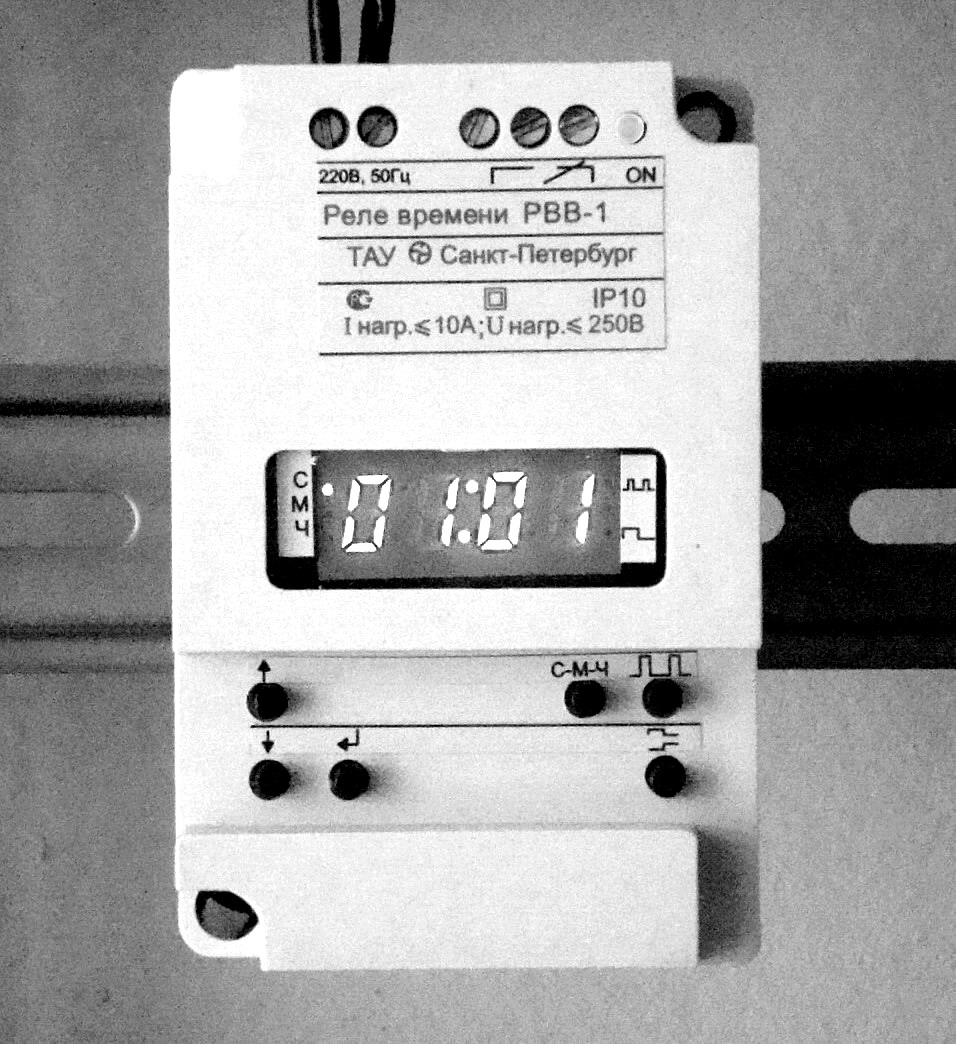 220В, 50Гц ON
Реле времени РВВ-1
ТАУ Санкт-Петербург
IP10
I нагр.⩽10А;U нагр.⩽ 250В
С
М
Ч
01:01
С-М-Ч